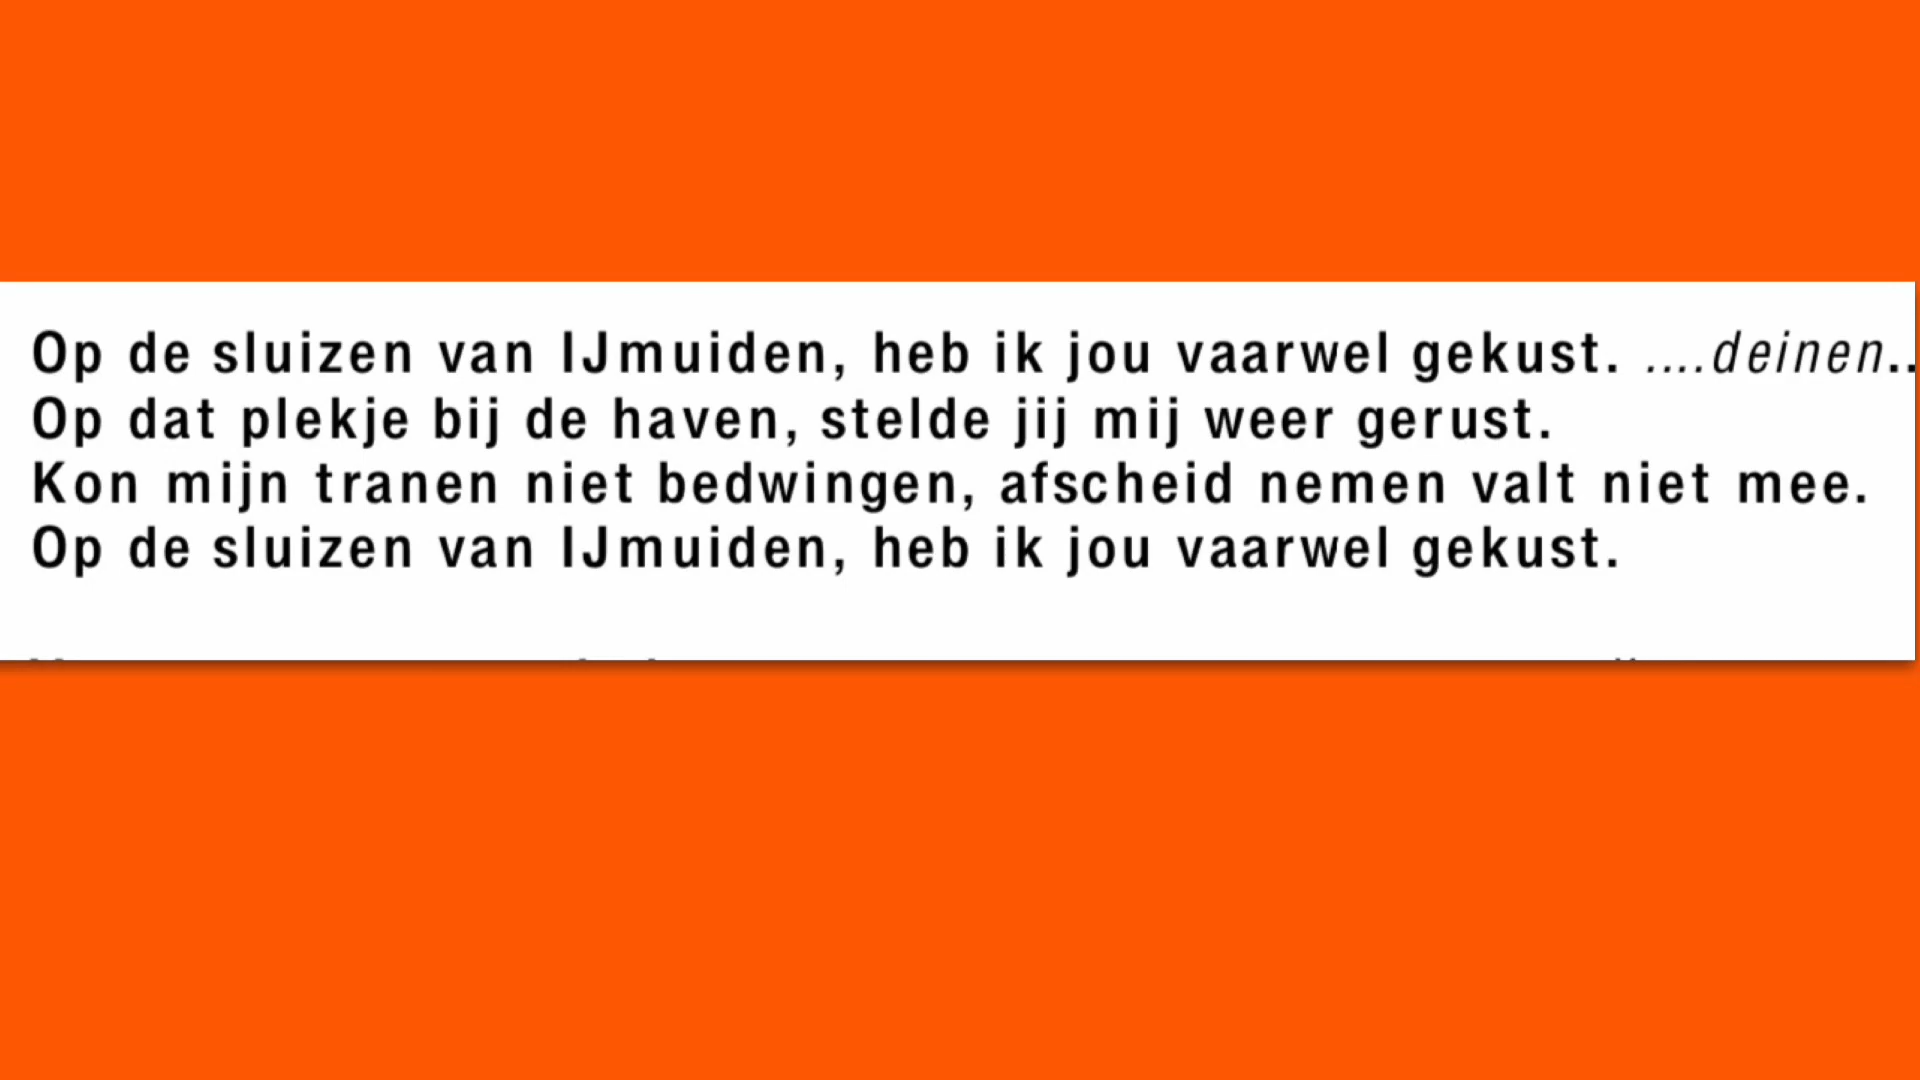 Op de sluizen van IJmuiden, heb ik jou vaarwel gekust. ....deinen..
Op dat plekje bij de haven, stelde jij mij weer gerust.
Kon mijn tranen niet bedwingen, afscheid nemen valt niet mee.
Op de sluizen van IJmuiden, heb ik jou vaarwel gekust.